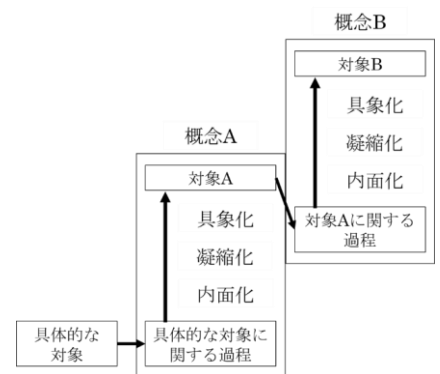 概念B
対象B
具象化
凝縮化
内面化
対象Aに関する
過程
概念A
対象A
具象化
凝縮化
内面化
具体的な対象に
関する過程
具体的な
対象